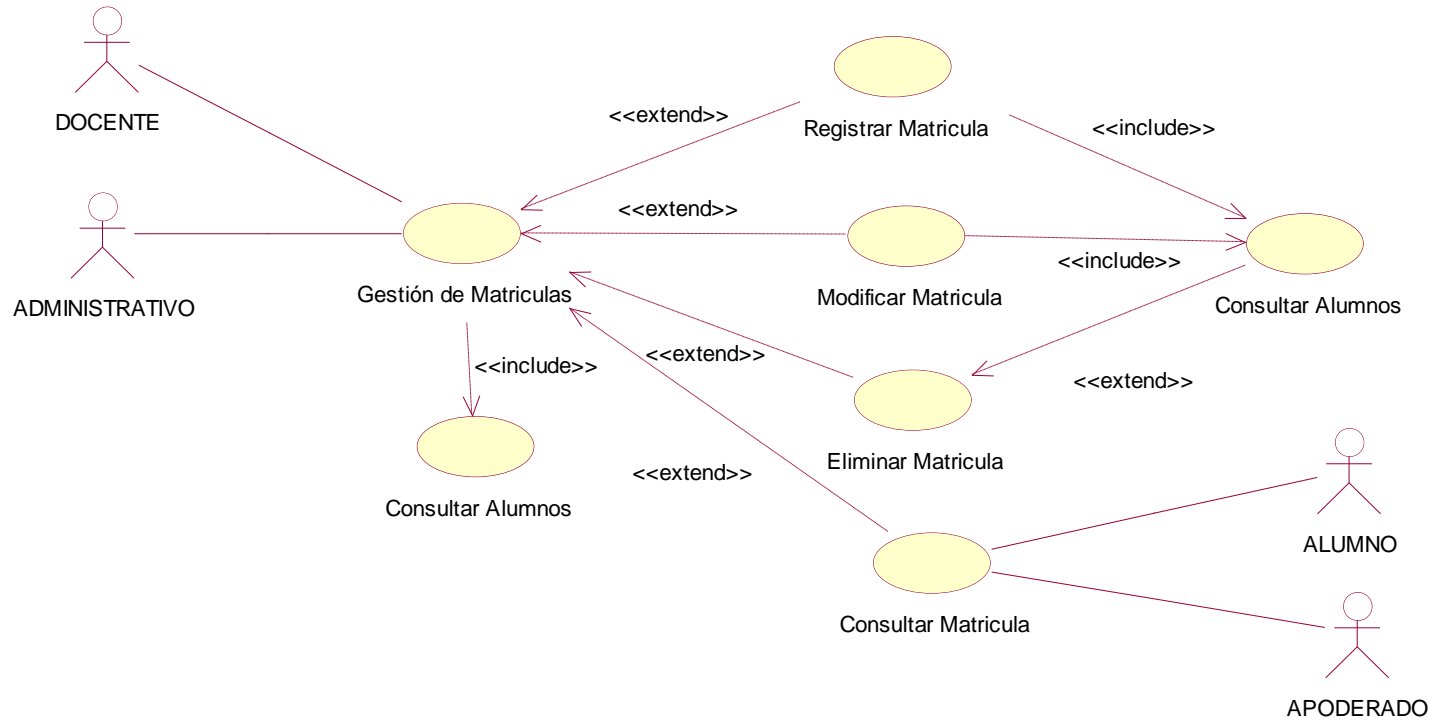 DOCENTE
<<extend>>
Registrar Matricula
<<include>>
ADMINISTRATIVO
<<extend>>
Gestión de Matriculas
Modificar Matricula
<<include>>
Consultar Alumnos
<<include>>
<<extend>>
<<extend>>
Eliminar Matricula
Consultar Alumnos
<<extend>>
ALUMNO
Consultar Matricula
APODERADO